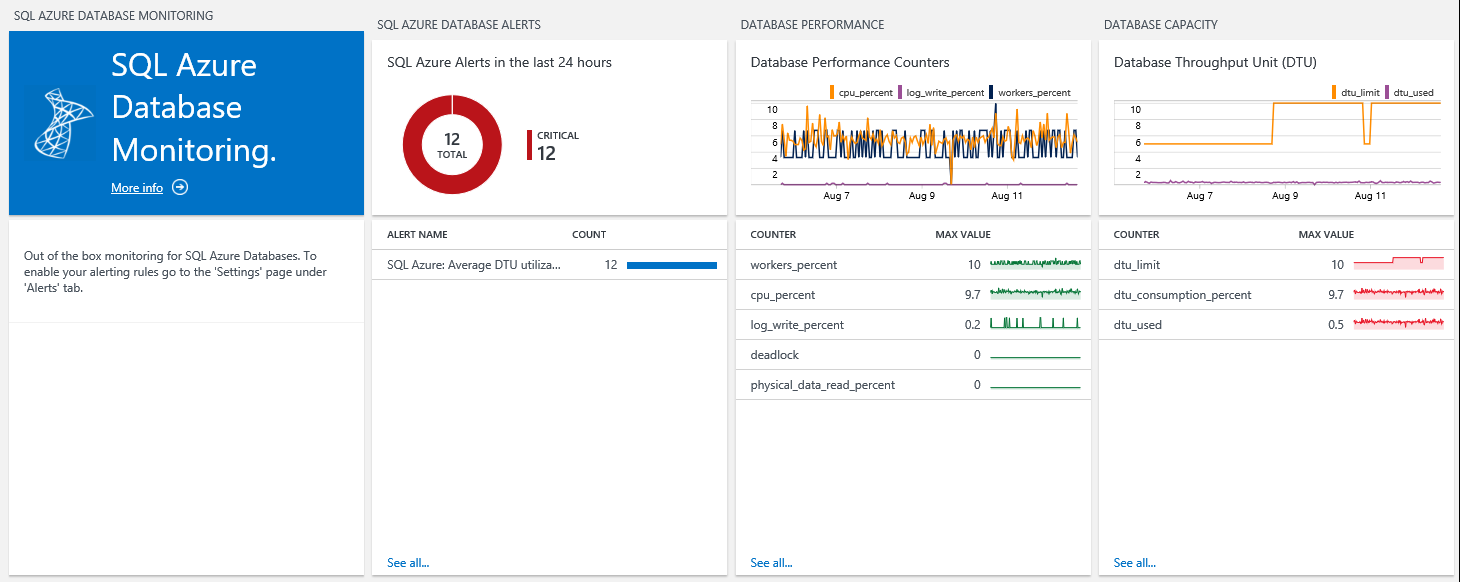 SQL AZURE DATABASE MONITORING
SQL Azure
Database
Monitoring.
More info
Out of the box monitoring for SQL Azure Databases. To
enable your alerting rules go to the 'Settings' page under
'Alerts' tab.
SQL AZURE DATABASE ALERTS
SQL Azure Alerts in the last 24 hours
12
TOTAL
CRITICAL
12
ALERT NAME COUNT
SQL Azure: Average DTU utiliza... 12
See all...
DATABASE PERFORMANCE
Database Performance Counters
cpu_percent log_write_percent workers_percent
10
8
6
4
2
Aug 7 Aug 9 Aug 11
COUNTER MAX VALUE
workers_percent 10
cpu_percent 9.7
log_write_percent 0.2
deadlock 0
physical_data_read_percent 0
See all...
DATABASE CAPACITY
Database Throughput Unit (DTU)
dtu_limit dtu_used
10
8
6
4
2
Aug 7 Aug 9 Aug 11
COUNTER MAX VALUE
dtu_limit 10
dtu_consumption_percent 9.7
dtu_used 0.5
See all...